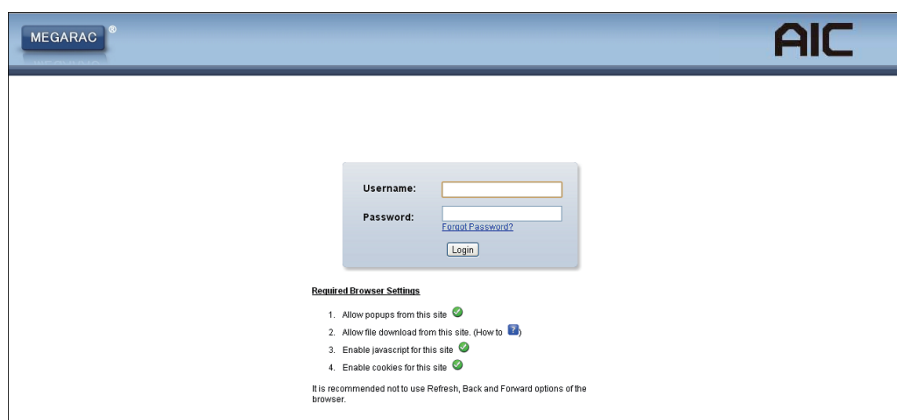 MEGARAC ®
AIC
Username:
Password:
Forgot Password?
Login
Required Browser Settings
1. Allow popups from this site
2. Allow file download from this site. (How to ?)
3. Enable javascript for this site
4. Enable cookies for this site
It is recommended not to use Refresh, Back and Forward options of the
browser.